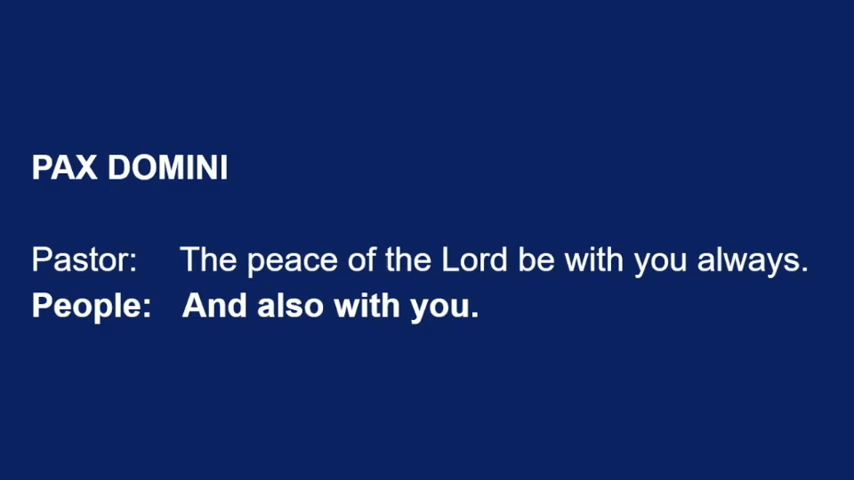 PAX DOMINI
Pastor: The peace of the Lord be with you always.
People: And also with you.